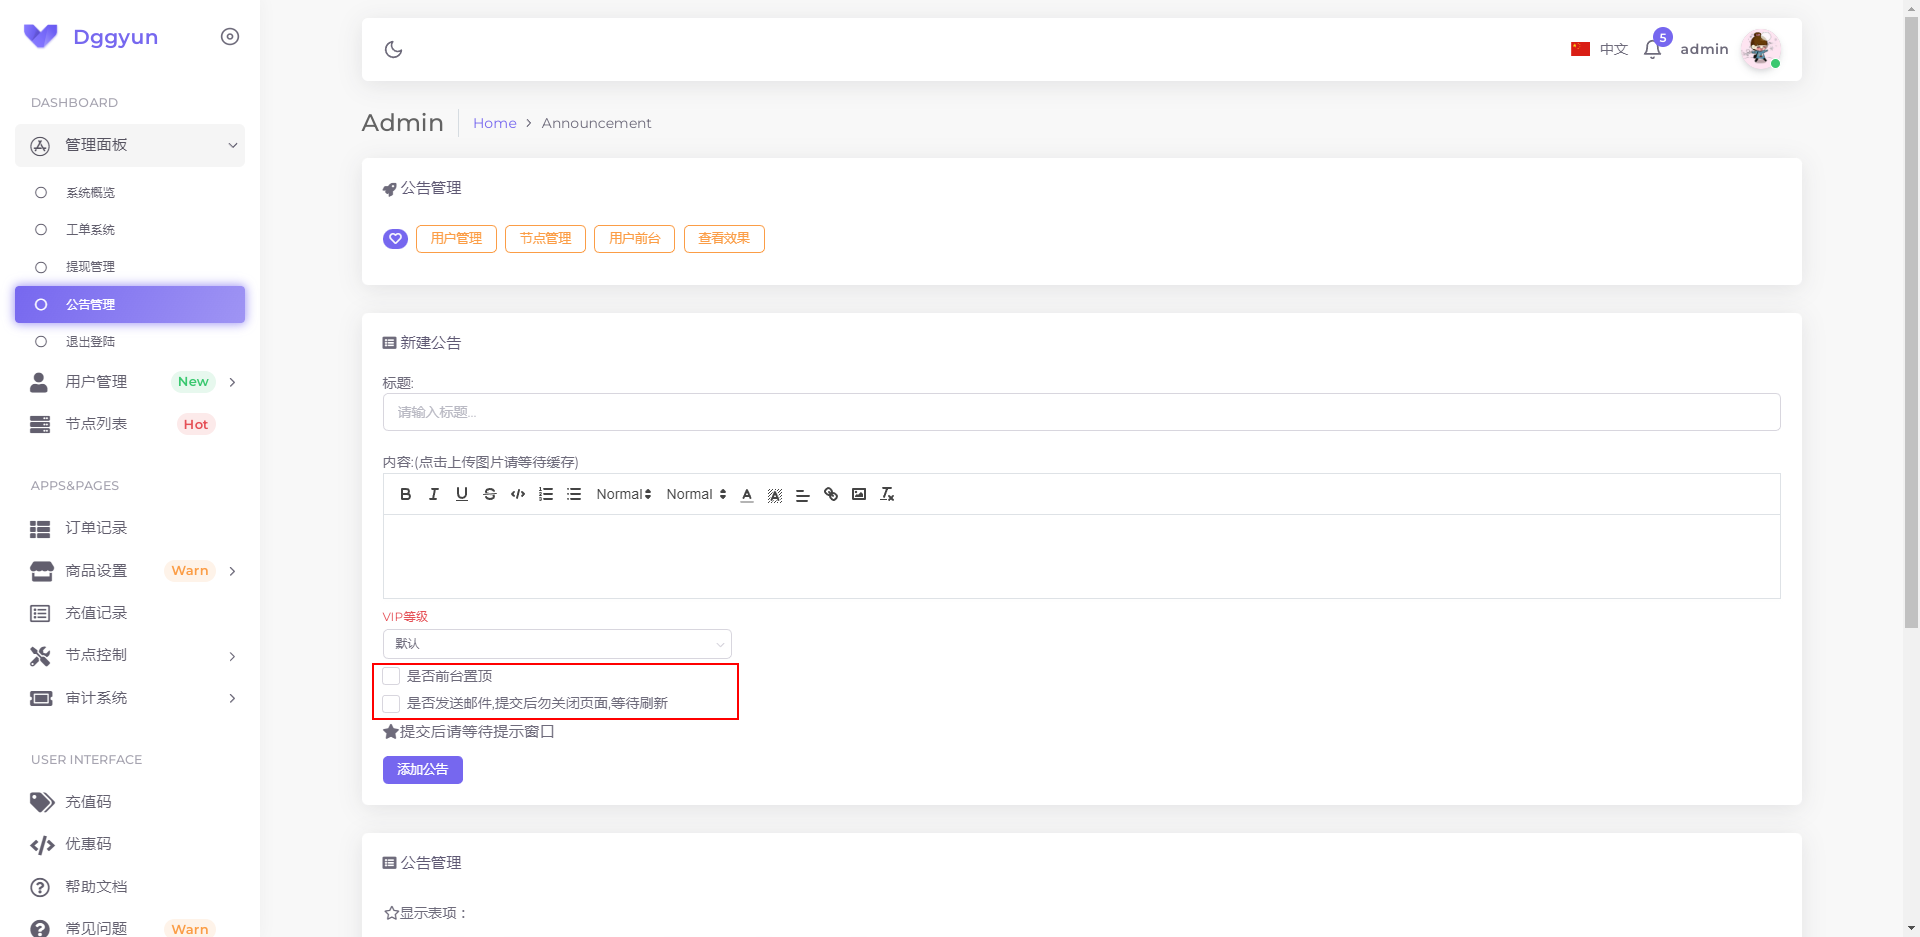 Dggyun
DASHBOARD
管理面板
系统概览
工单系统
提现管理
公告管理
退出登陆
用户管理 New
节点列表 Hot
APPS&PAGES
订单记录
商品设置 Warn
充值记录
节点控制
审计系统
USER INTERFACE
充值码
优惠码
帮助文档
常见问题 Warn
中文 5 admin
Admin Home > Announcement
公告管理
用户管理 节点管理 用户前台 查看效果
新建公告
标题:
请输入标题...
内容:(点击上传图片请等待缓存)
Normal Normal
VIP等级
默认
是否前台置顶
是否发送邮件,提交后勿关闭页面,等待刷新
提交后请等待提示窗口
添加公告
公告管理
显示表项：